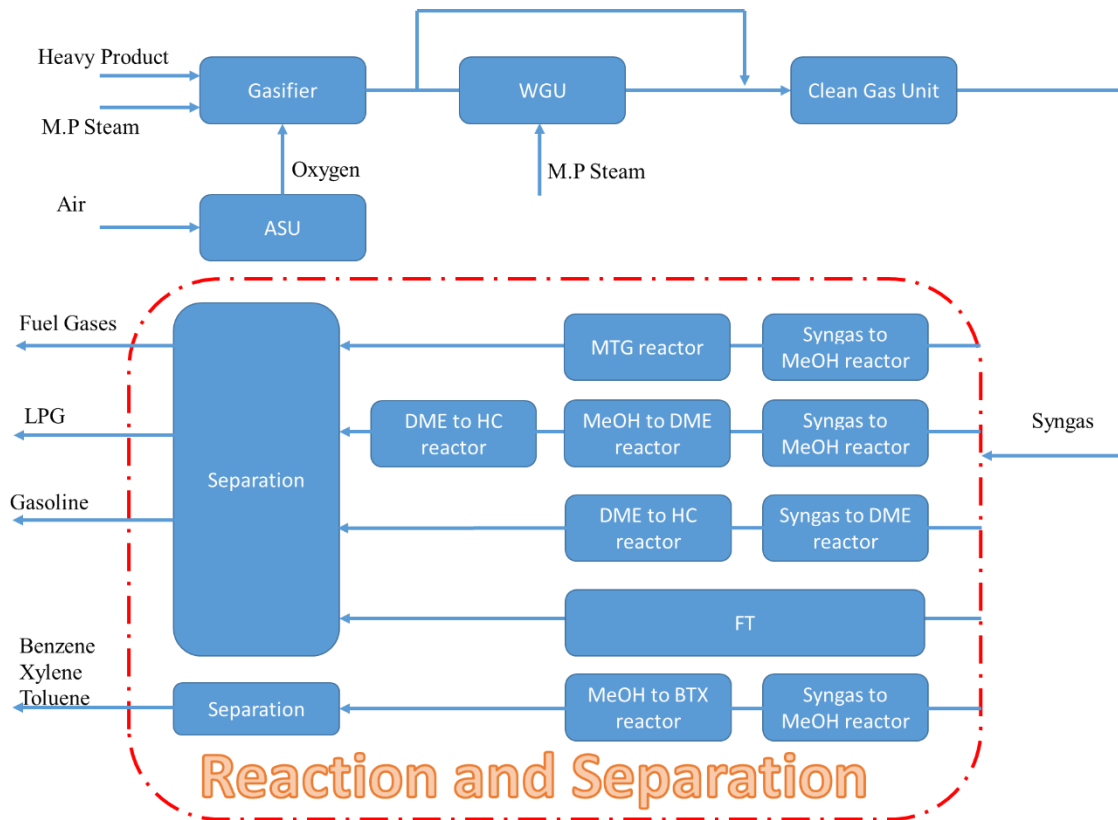 Heavy Product
Gasifier
WGU
Clean Gas Unit
M.P Steam
Oxygen
M.P Steam
Air
ASU
Fuel Gases
MTG reactor
Syngas to
MeOH reactor
LPG
DME to HC
reactor
MeOH to DME
reactor
Syngas to
MeOH reactor
Syngas
Separation
Gasoline
DME to HC
reactor
Syngas to DME
reactor
FT
Benzene
Xylene
Toluene
Separation
MeOH to BTX
reactor
Syngas to
MeOH reactor
Reaction and Separation